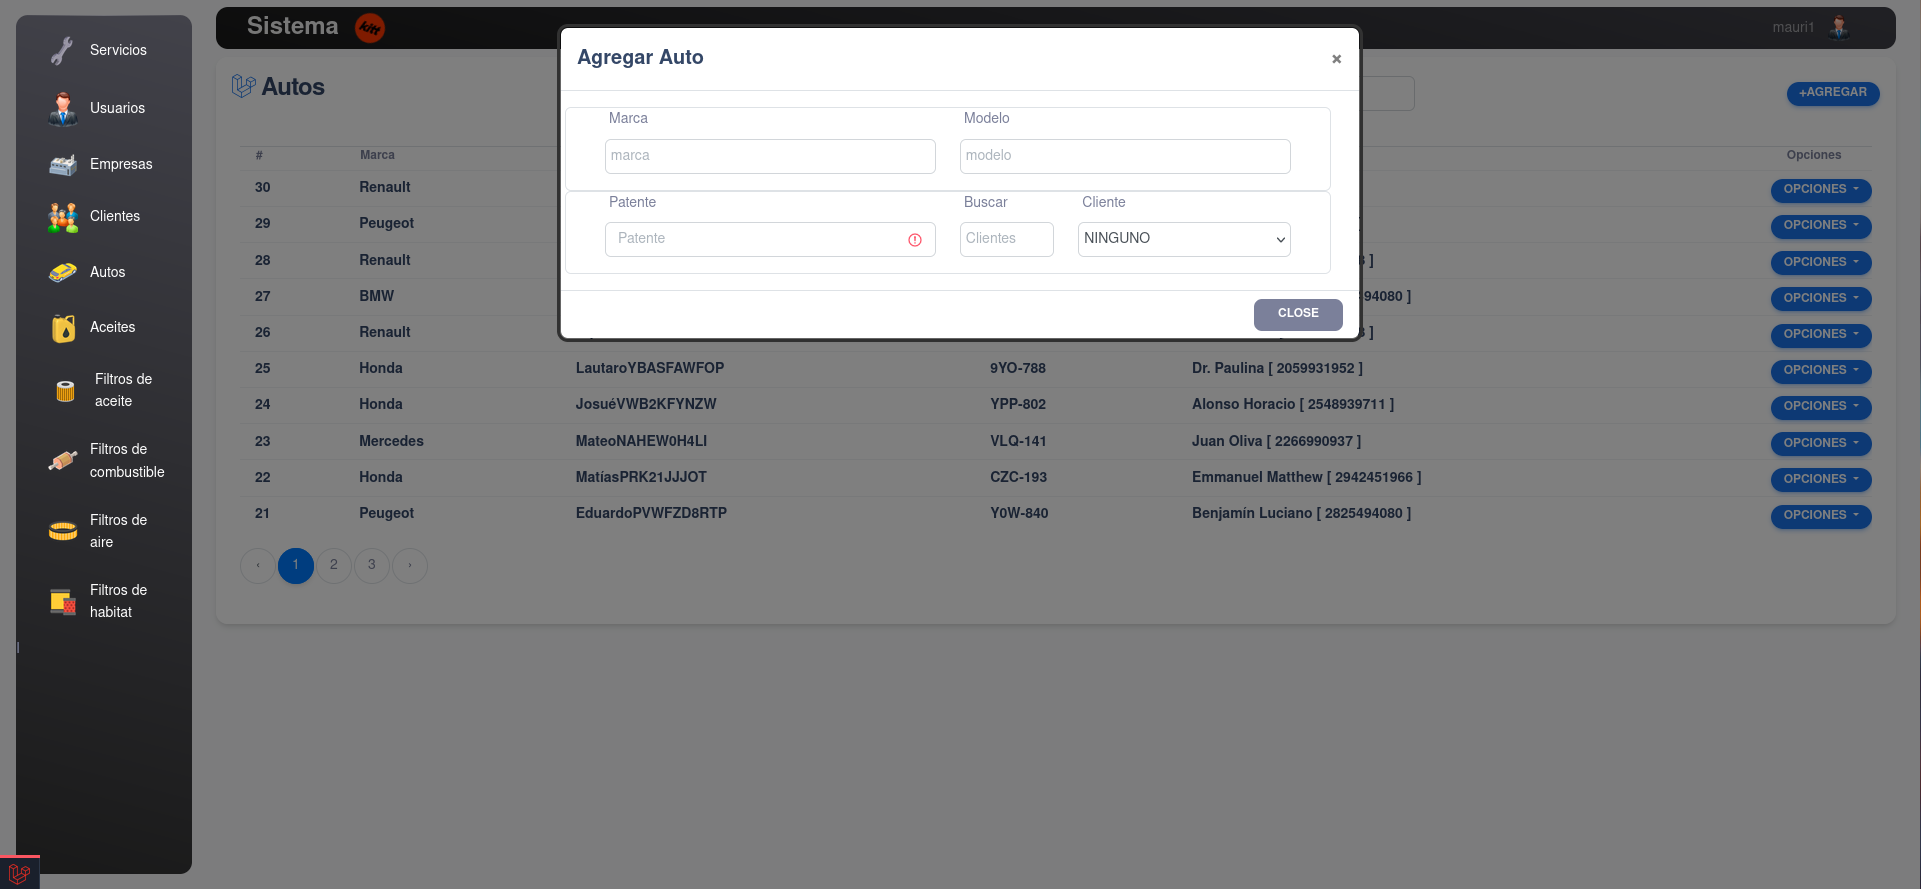 Sistema kitt
mauri1
Servicios
Usuarios
Empresas
Clientes
Autos
Aceites
Filtros de
aceite
Filtros de
combustible
Filtros de
aire
Filtros de
habitat
Autos
+AGREGAR
Agregar Auto ×
Marca Modelo
marca modelo
Patente Buscar Cliente
Patente Clientes NINGUNO
CLOSE
# Marca Opciones
30 Renault OPCIONES
29 Peugeot OPCIONES
28 Renault ] OPCIONES
27 BMW 94080 ] OPCIONES
26 Renault ] OPCIONES
25 Honda LautaroYBASFAWFOP 9YO-788 Dr. Paulina [ 2059931952 ] OPCIONES
24 Honda JosuéVWB2KFYNZW YPP-802 Alonso Horacio [ 2548939711 ] OPCIONES
23 Mercedes MateoNAHEW0H4LI VLQ-141 Juan Oliva [ 2266990937 ] OPCIONES
22 Honda MatíasPRK21JJJOT CZC-193 Emmanuel Matthew [ 2942451966 ] OPCIONES
21 Peugeot EduardoPVWFZD8RTP Y0W-840 Benjamín Luciano [ 2825494080 ] OPCIONES
‹ 1 2 3 ›